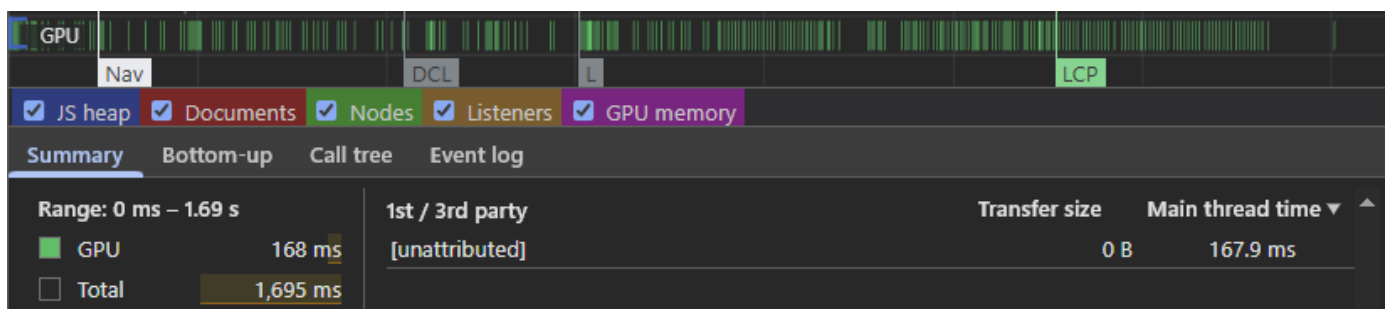 GPU
Nav DCL L LCP
JS heap Documents Nodes Listeners GPU memory
Summary Bottom-up Call tree Event log
Range: 0 ms – 1.69 s 1st / 3rd party Transfer size Main thread time ▼
GPU 168 ms [unattributed] 0 B 167.9 ms
Total 1,695 ms